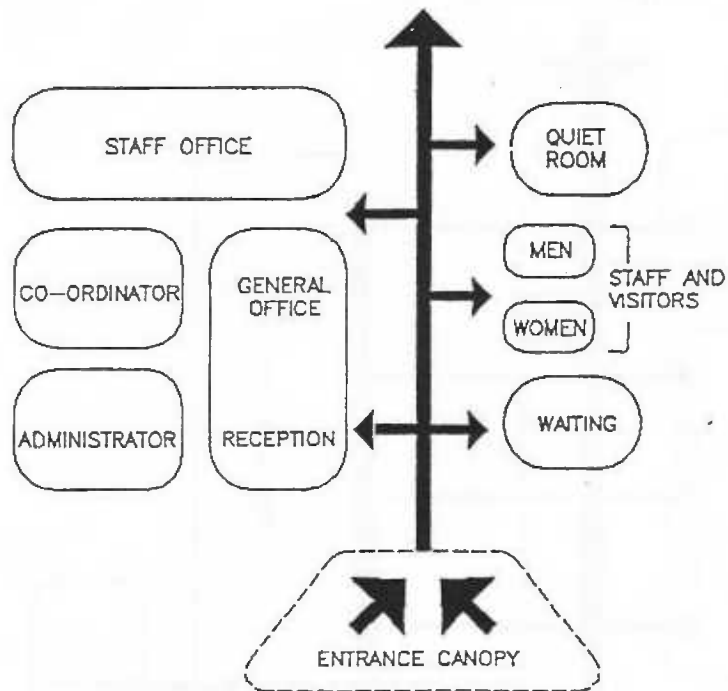 STAFF OFFICE
QUIET
ROOM
CO-ORDINATOR
GENERAL
OFFICE
MEN
WOMEN
STAFF AND
VISITORS
ADMINISTRATOR
RECEPTION
WAITING
ENTRANCE CANOPY